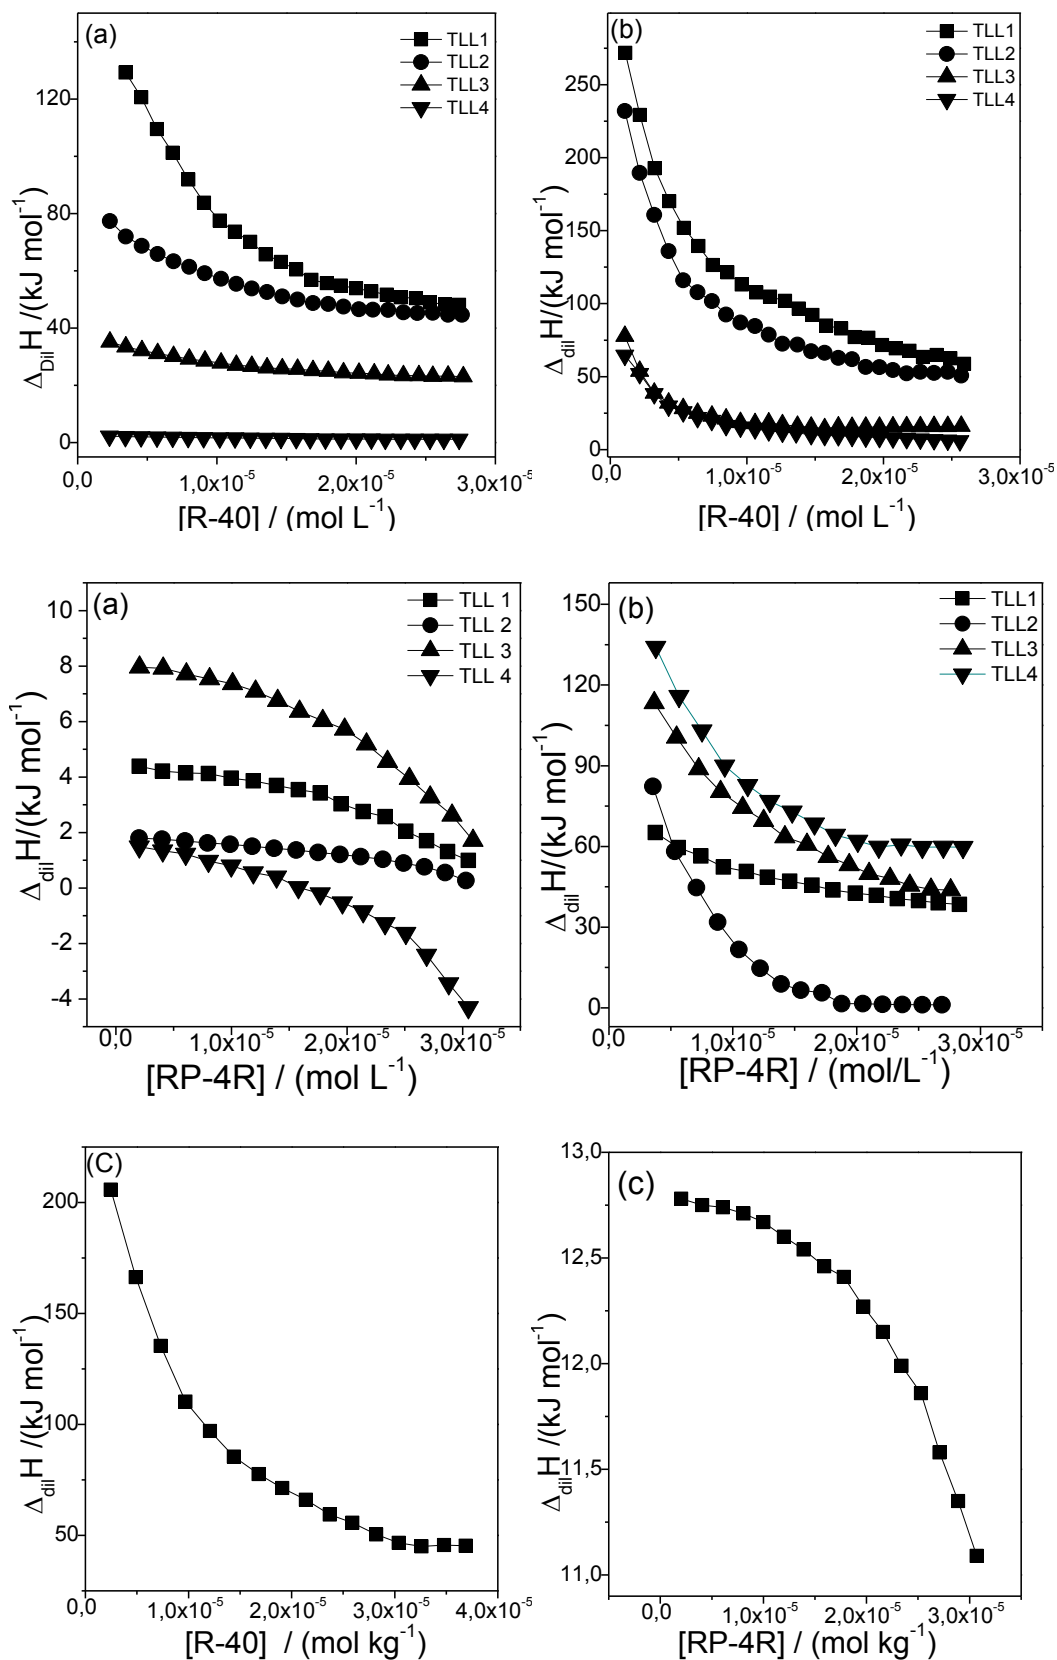 (a)
TLL1
TLL2
TLL3
TLL4
120
80
40
0
Δ_Dil H /(kJ mol⁻¹)
0,0 1,0x10⁻⁵ 2,0x10⁻⁵ 3,0x10⁻⁵
[R-40] / (mol L⁻¹)
(b)
TLL1
TLL2
TLL3
TLL4
250
200
150
100
50
0
Δ_dil H/(kJ mol⁻¹)
0,0 1,0x10⁻⁵ 2,0x10⁻⁵ 3,0x10⁻⁵
[R-40] / (mol L⁻¹)
(a)
TLL 1
TLL 2
TLL 3
TLL 4
10
8
6
4
2
0
-2
-4
Δ_dil H/(kJ mol⁻¹)
0,0 1,0x10⁻⁵ 2,0x10⁻⁵ 3,0x10⁻⁵
[RP-4R] / (mol L⁻¹)
(b)
TLL1
TLL2
TLL3
TLL4
150
120
90
60
30
0
Δ_dil H/(kJ mol⁻¹)
0,0 1,0x10⁻⁵ 2,0x10⁻⁵ 3,0x10⁻⁵
[RP-4R] / (mol/L⁻¹)
(C)
200
150
100
50
Δ_dil H /(kJ mol⁻¹)
0,0 1,0x10⁻⁵ 2,0x10⁻⁵ 3,0x10⁻⁵ 4,0x10⁻⁵
[R-40] / (mol kg⁻¹)
(c)
13,0
12,5
12,0
11,5
11,0
Δ_dil H /(kJ mol⁻¹)
0,0 1,0x10⁻⁵ 2,0x10⁻⁵ 3,0x10⁻⁵
[RP-4R] / (mol kg⁻¹)